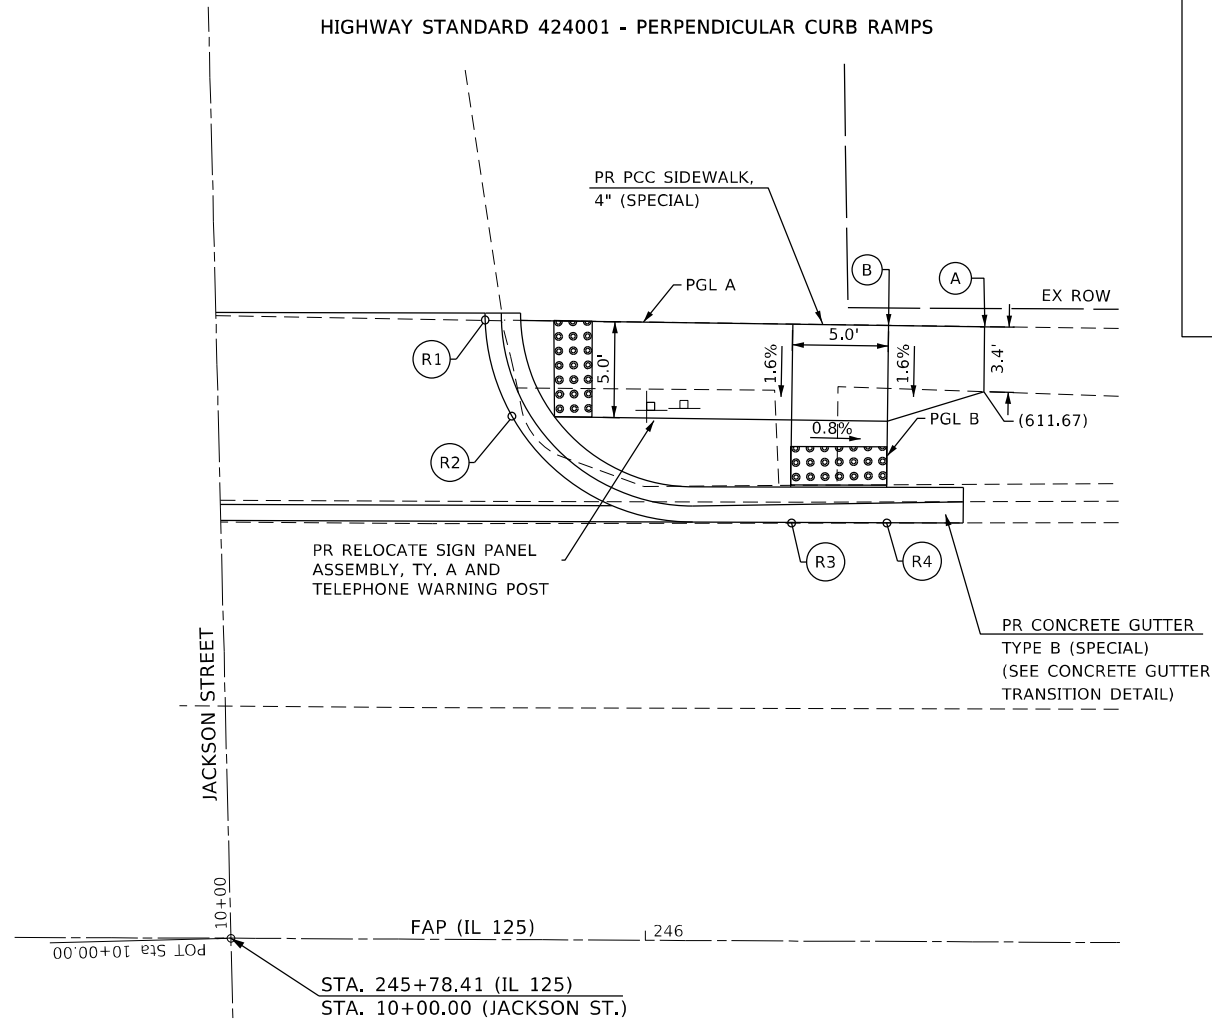 HIGHWAY STANDARD 424001 - PERPENDICULAR CURB RAMPS
PR PCC SIDEWALK,
4" (SPECIAL)
B
A
PGL A
EX ROW
R1
5.0'
1.6%
5.0'
1.6%
3.4'
PGL B
(611.67)
0.8%
R2
PR RELOCATE SIGN PANEL
ASSEMBLY, TY. A AND
TELEPHONE WARNING POST
R3
R4
PR CONCRETE GUTTER
TYPE B (SPECIAL)
(SEE CONCRETE GUTTER
TRANSITION DETAIL)
JACKSON STREET
10+00
FAP (IL 125)
246
POT Sta 10+00.00
STA. 245+78.41 (IL 125)
STA. 10+00.00 (JACKSON ST.)